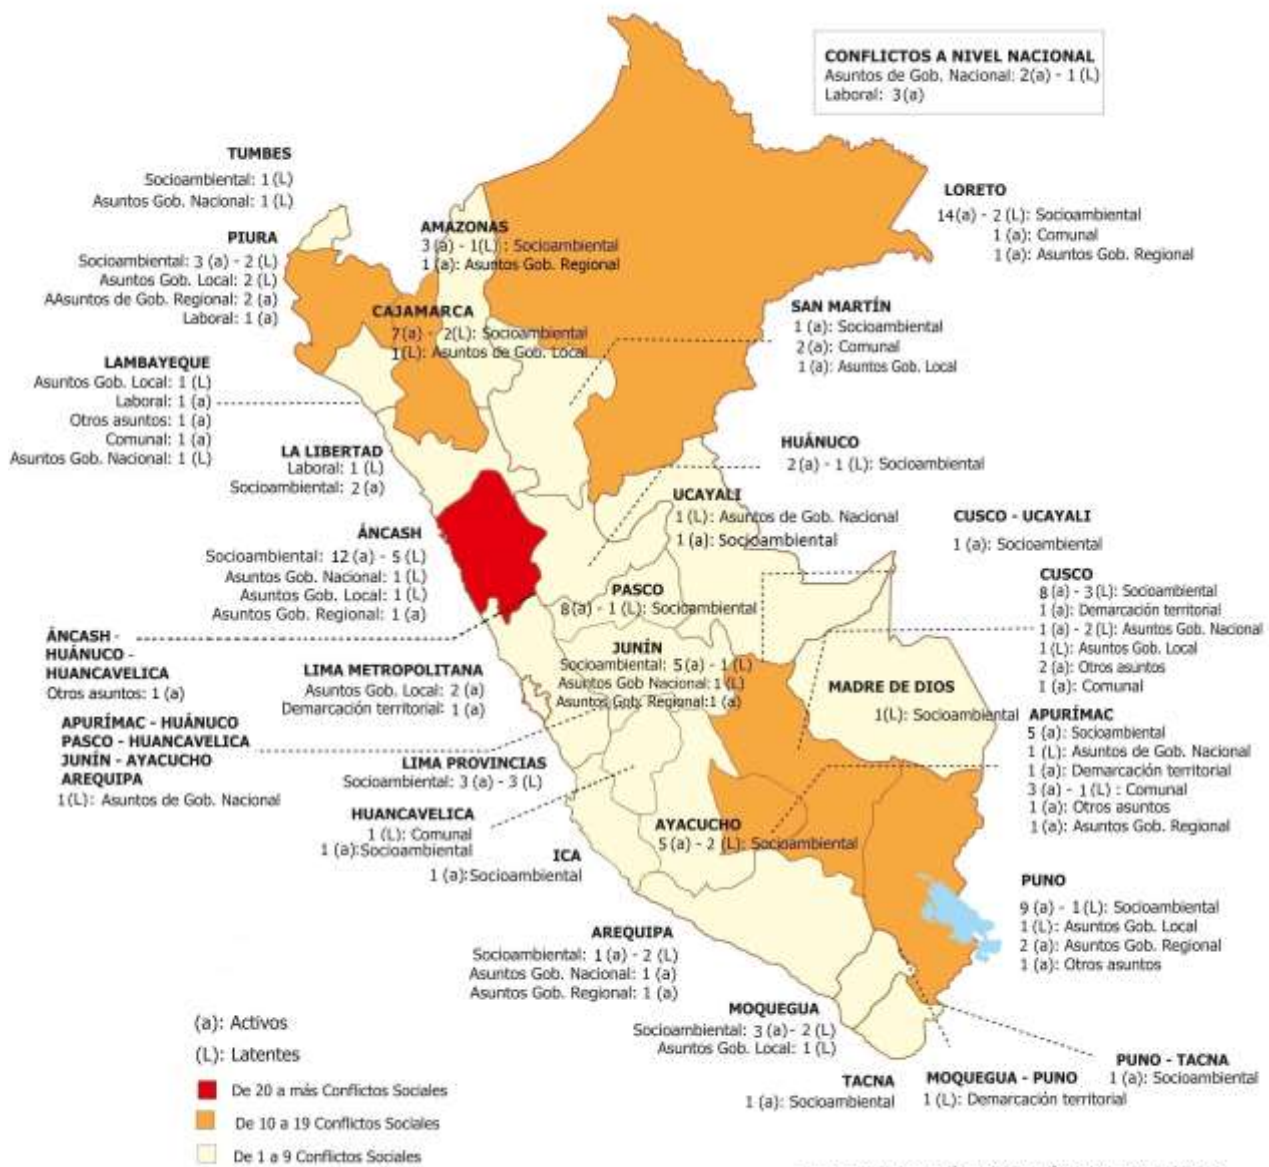 CONFLICTOS A NIVEL NACIONAL
Asuntos de Gob. Nacional: 2(a) - 1 (L)
Laboral: 3(a)
TUMBES
Socioambiental: 1 (L)
Asuntos Gob. Nacional: 1 (L)
PIURA
Socioambiental: 3 (a) - 2 (L)
Asuntos Gob. Local: 2 (L)
AAsuntos de Gob. Regional: 2 (a)
Laboral: 1 (a)
LAMBAYEQUE
Asuntos Gob. Local: 1 (L)
Laboral: 1 (a)
Otros asuntos: 1 (a)
Comunal: 1 (a)
Asuntos Gob. Nacional: 1 (L)
AMAZONAS
3 (a) - 1(L) : Socioambiental
1 (a): Asuntos Gob. Regional
CAJAMARCA
7(a) - 2(L): Socioambiental
1(L): Asuntos de Gob. Local
LORETO
14(a) - 2 (L): Socioambiental
1 (a): Comunal
1 (a): Asuntos Gob. Regional
SAN MARTÍN
1 (a): Socioambiental
2 (a): Comunal
1 (a): Asuntos Gob. Local
LA LIBERTAD
Laboral: 1 (L)
Socioambiental: 2 (a)
HUÁNUCO
2 (a) - 1 (L): Socioambiental
UCAYALI
1 (L): Asuntos de Gob. Nacional
1 (a): Socioambiental
CUSCO - UCAYALI
1 (a): Socioambiental
ÁNCASH
Socioambiental: 12 (a) - 5 (L)
Asuntos Gob. Nacional: 1 (L)
Asuntos Gob. Local: 1 (L)
Asuntos Gob. Regional: 1 (a)
PASCO
8(a) - 1 (L): Socioambiental
CUSCO
8 (a) - 3(L): Socioambiental
1 (a): Demarcación territorial
1 (a) - 2(L): Asuntos Gob. Nacional
1 (L): Asuntos Gob. Local
2 (a): Otros asuntos
1 (a): Comunal
ÁNCASH -
HUÁNUCO -
HUANCAVELICA
Otros asuntos: 1 (a)
JUNÍN
Socioambiental: 5 (a) - 1 (L)
Asuntos Gob Nacional: 1 (L)
Asuntos Gob. Regional:1 (a)
LIMA METROPOLITANA
Asuntos Gob. Local: 2 (a)
Demarcación territorial: 1 (a)
MADRE DE DIOS
1(L): Socioambiental
APURÍMAC - HUÁNUCO
PASCO - HUANCAVELICA
JUNÍN - AYACUCHO
AREQUIPA
1(L): Asuntos de Gob. Nacional
APURÍMAC
5 (a): Socioambiental
1 (L): Asuntos de Gob. Nacional
1 (a): Demarcación territorial
3 (a) - 1 (L) : Comunal
1 (a): Otros asuntos
1 (a): Asuntos Gob. Regional
LIMA PROVINCIAS
Socioambiental: 3 (a) - 3 (L)
HUANCAVELICA
1 (L): Comunal
1 (a):Socioambiental
AYACUCHO
5 (a) - 2 (L): Socioambiental
ICA
1 (a):Socioambiental
PUNO
9 (a) - 1(L): Socioambiental
1 (L): Asuntos Gob. Local
2 (a): Asuntos Gob. Regional
1 (a): Otros asuntos
AREQUIPA
Socioambiental: 1 (a) - 2 (L)
Asuntos Gob. Nacional: 1 (a)
Asuntos Gob. Regional: 1 (a)
MOQUEGUA
Socioambiental: 3 (a)- 2 (L)
Asuntos Gob. Local: 1 (L)
TACNA
1 (a): Socioambiental
MOQUEGUA - PUNO
1 (L): Demarcación territorial
PUNO - TACNA
1 (a): Socioambiental
(a): Activos
(L): Latentes
De 20 a más Conflictos Sociales
De 10 a 19 Conflictos Sociales
De 1 a 9 Conflictos Sociales